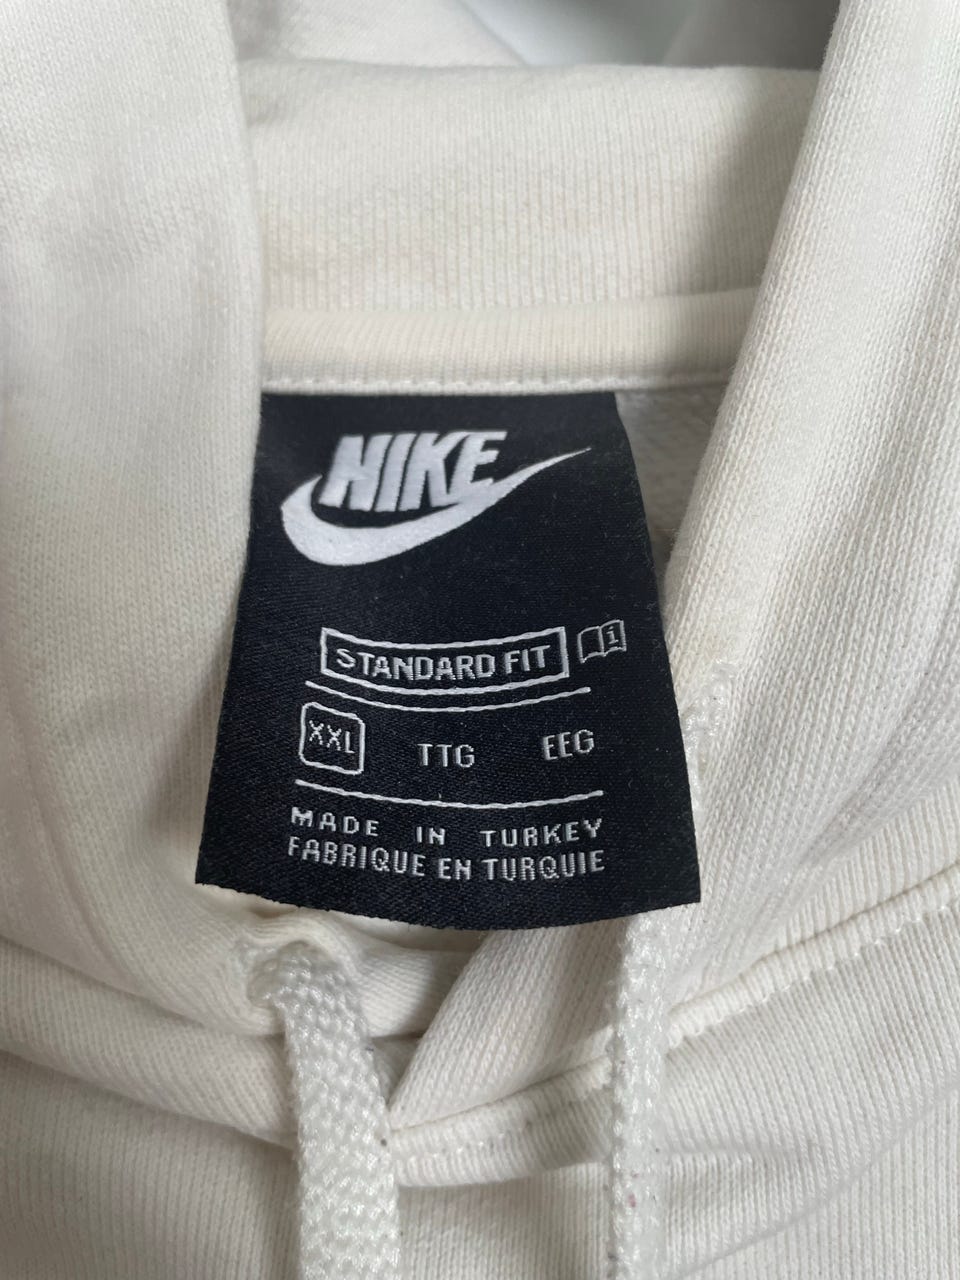 NIKE
STANDARD FIT i
XXL TTG EEG
MADE IN TURKEY
FABRIQUE EN TURQUIE